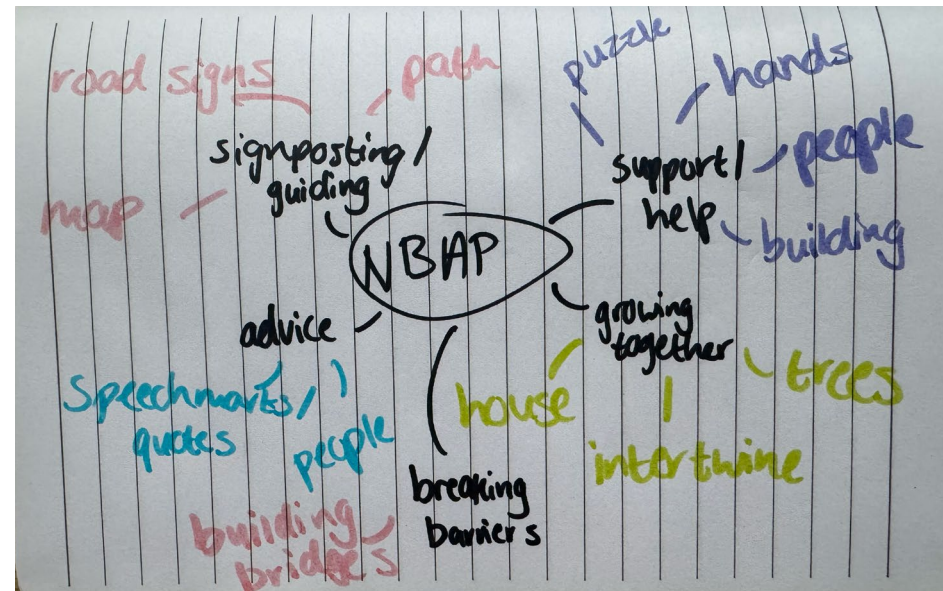 road signs
path
puzzle
hands
signposting/
guiding
support/
help
people
building
map
NBIAP
advice
growing
together
speechmarks/
quotes
people
house
trees
intertwine
breaking
barriers
building
bridges